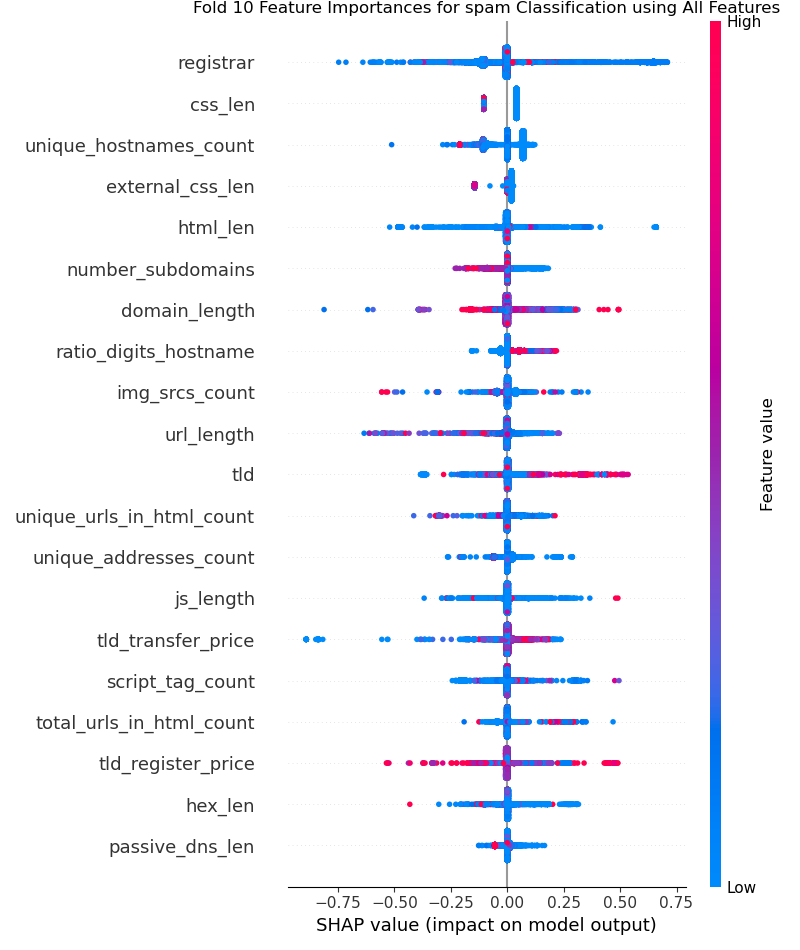 Fold 10 Feature Importances for spam Classification using All Features
High
registrar
css_len
unique_hostnames_count
external_css_len
html_len
number_subdomains
domain_length
ratio_digits_hostname
img_srcs_count
url_length
tld
unique_urls_in_html_count
unique_addresses_count
js_length
tld_transfer_price
script_tag_count
total_urls_in_html_count
tld_register_price
hex_len
passive_dns_len
Feature value
Low
−0.75 −0.50 −0.25 0.00 0.25 0.50 0.75
SHAP value (impact on model output)